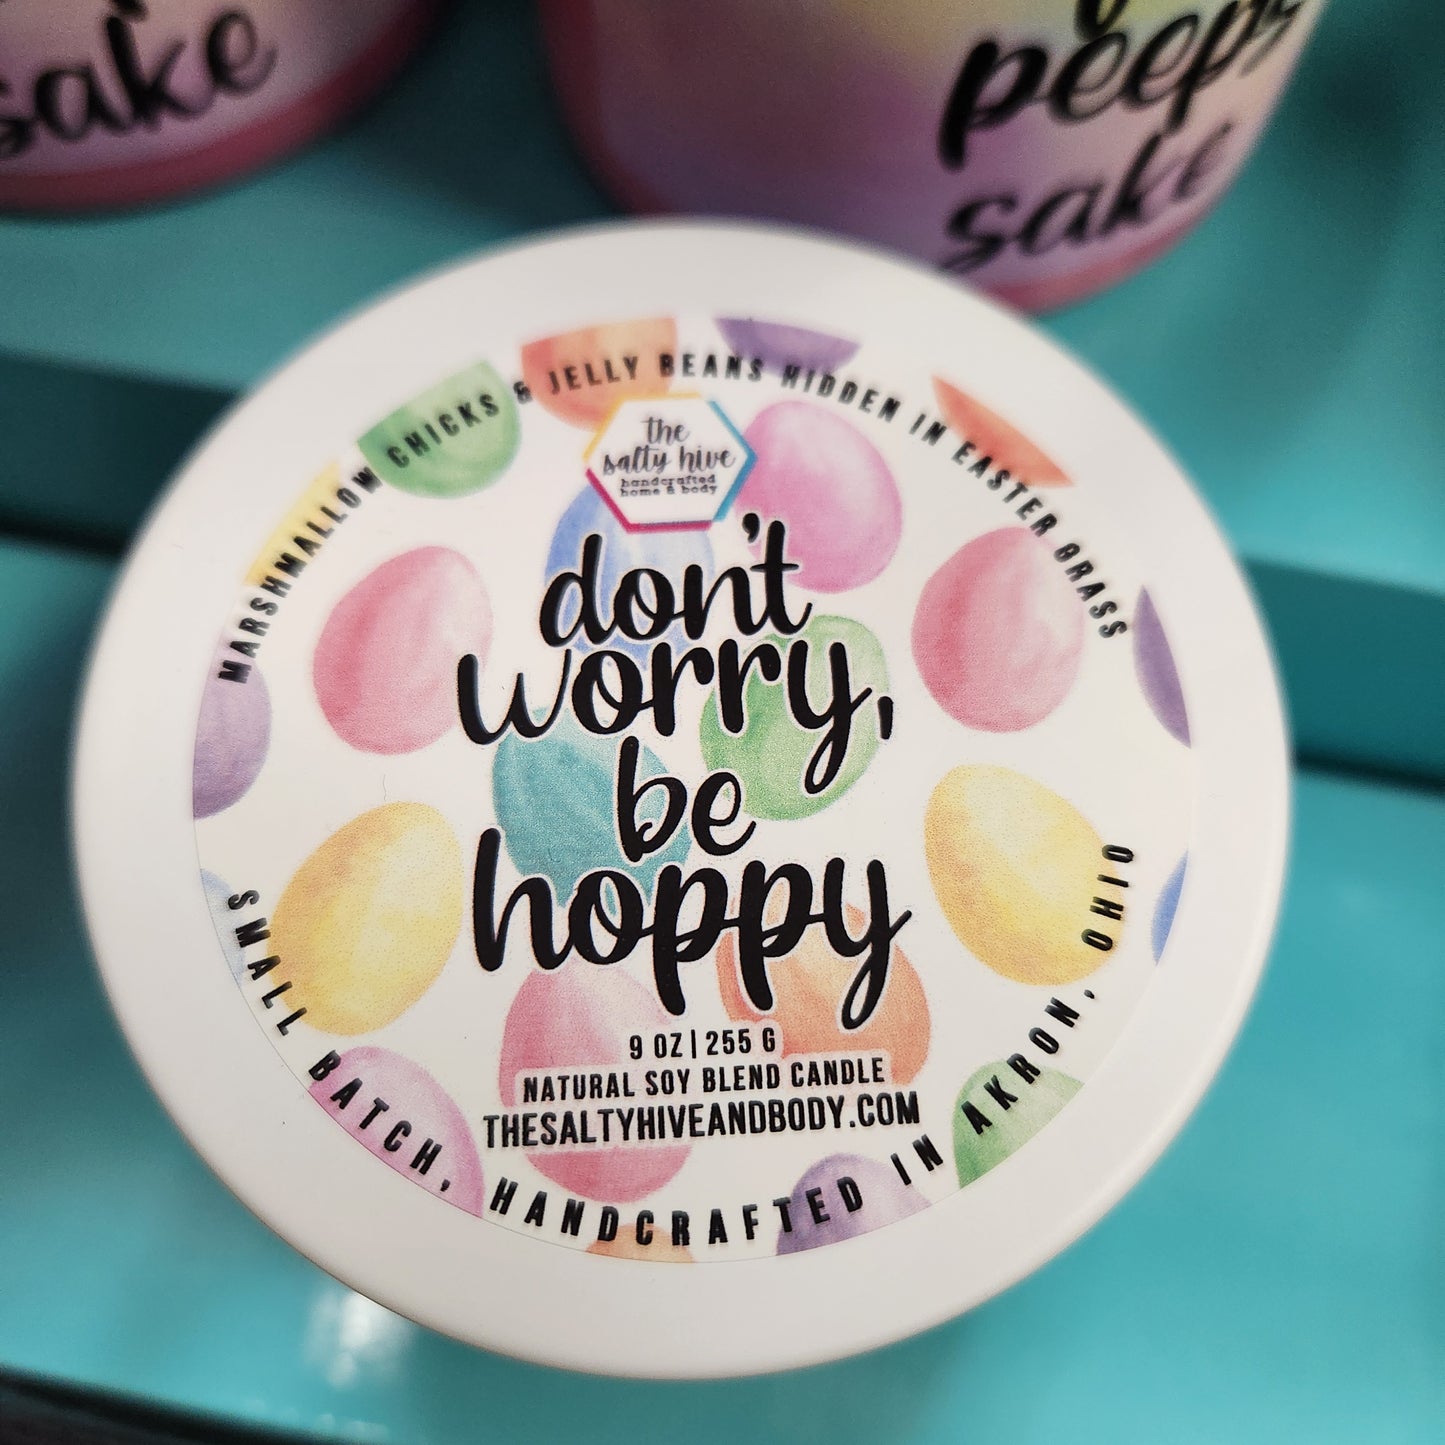 sake
peeps
sake
MARSHMALLOW CHICKS & JELLY BEANS HIDDEN IN EASTER GRASS
the
salty hive
handcrafted
home & body
don't
worry,
be
hoppy
9 OZ | 255 G
NATURAL SOY BLEND CANDLE
THESALTYHIVEANDBODY.COM
SMALL BATCH, HANDCRAFTED IN AKRON, OHIO